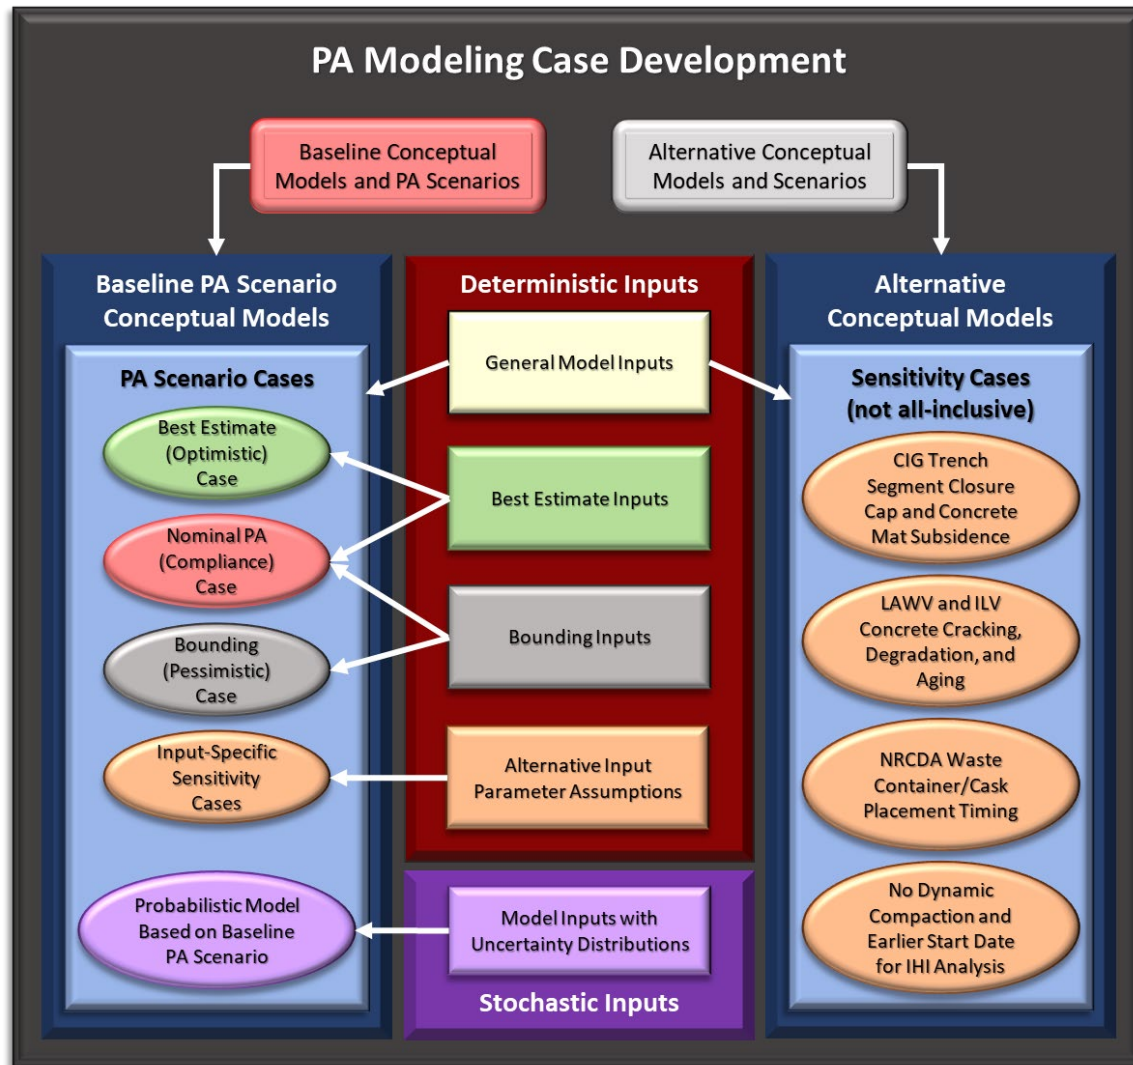 PA Modeling Case Development
Baseline Conceptual
Models and PA Scenarios
Alternative Conceptual
Models and Scenarios
Baseline PA Scenario
Conceptual Models
PA Scenario Cases
Best Estimate
(Optimistic)
Case
Nominal PA
(Compliance)
Case
Bounding
(Pessimistic)
Case
Input-Specific
Sensitivity
Cases
Probabilistic Model
Based on Baseline
PA Scenario
Deterministic Inputs
General Model Inputs
Best Estimate Inputs
Bounding Inputs
Alternative Input
Parameter Assumptions
Model Inputs with
Uncertainty Distributions
Stochastic Inputs
Alternative
Conceptual Models
Sensitivity Cases
(not all-inclusive)
CIG Trench
Segment Closure
Cap and Concrete
Mat Subsidence
LAWV and ILV
Concrete Cracking,
Degradation, and
Aging
NRCDA Waste
Container/Cask
Placement Timing
No Dynamic
Compaction and
Earlier Start Date
for IHI Analysis